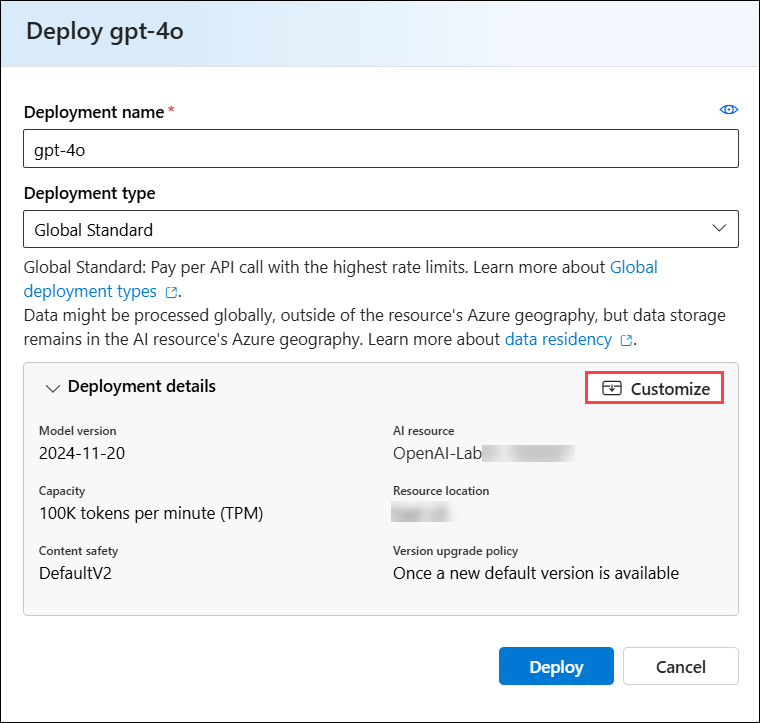 Deploy gpt-4o
Deployment name *
gpt-4o
Deployment type
Global Standard
Global Standard: Pay per API call with the highest rate limits. Learn more about Global
deployment types .
Data might be processed globally, outside of the resource's Azure geography, but data storage
remains in the AI resource's Azure geography. Learn more about data residency .
Deployment details
Customize
Model version
AI resource
2024-11-20
OpenAI-Lab
Capacity
Resource location
100K tokens per minute (TPM)
Content safety
Version upgrade policy
DefaultV2
Once a new default version is available
Deploy
Cancel